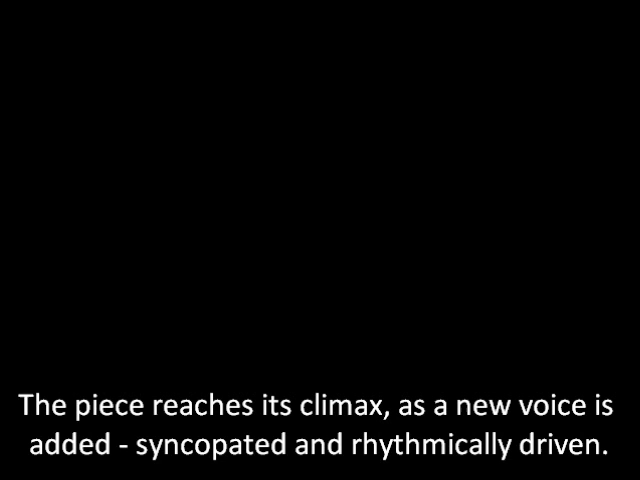 The piece reaches its climax, as a new voice is
added - syncopated and rhythmically driven.